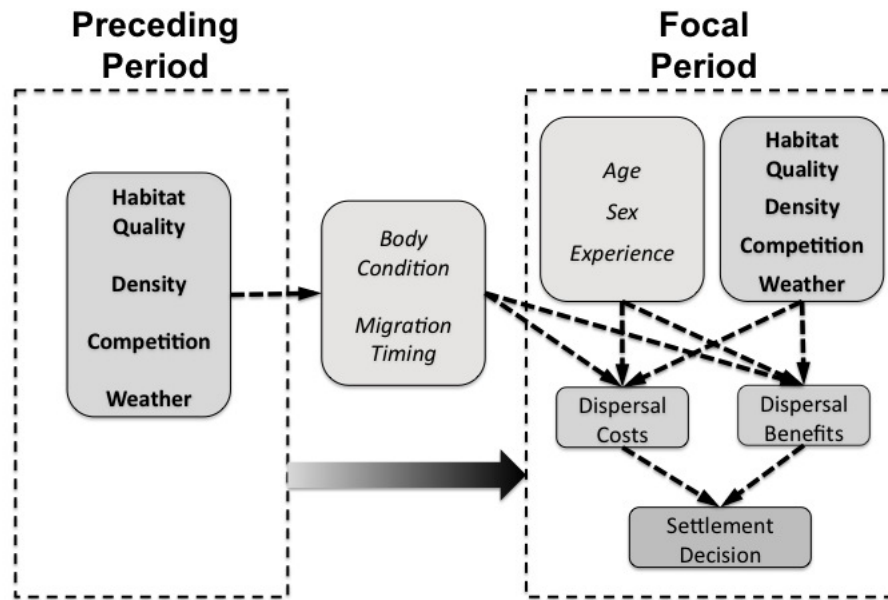 Preceding
Period
Focal
Period
Habitat
Quality
Density
Competition
Weather
Body
Condition
Migration
Timing
Age
Sex
Experience
Habitat
Quality
Density
Competition
Weather
Dispersal
Costs
Dispersal
Benefits
Settlement
Decision